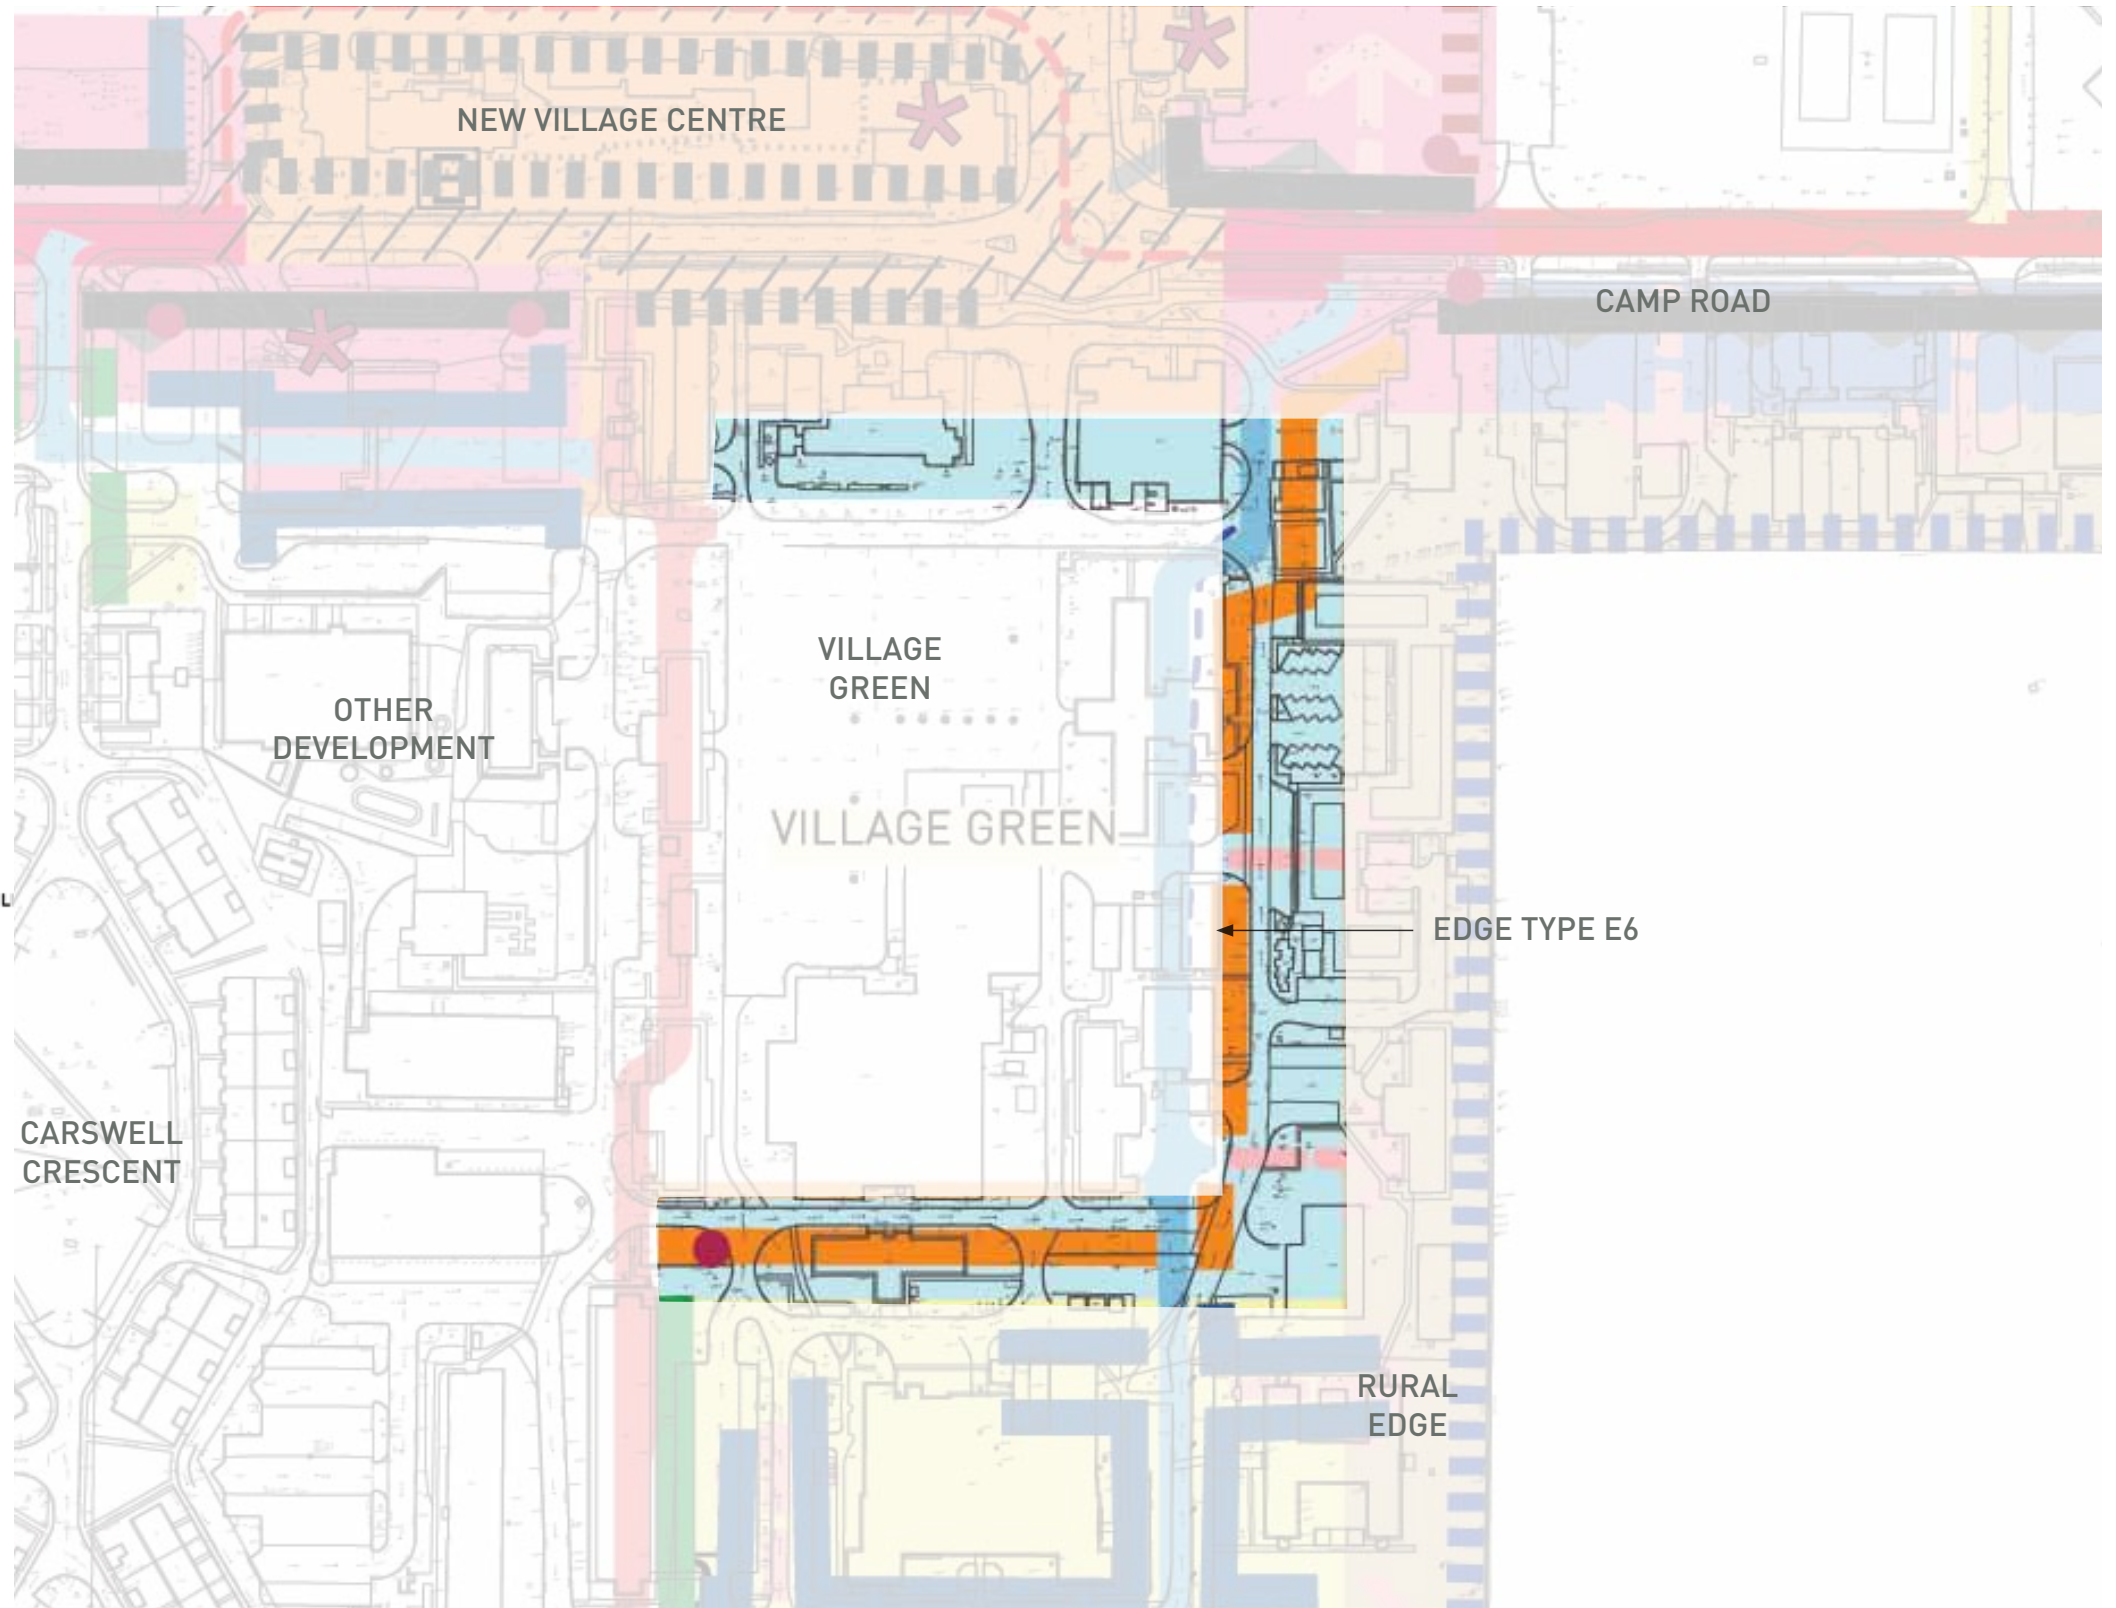 NEW VILLAGE CENTRE
CAMP ROAD
VILLAGE
GREEN
OTHER
DEVELOPMENT
VILLAGE GREEN
EDGE TYPE E6
CARSWELL
CRESCENT
RURAL
EDGE